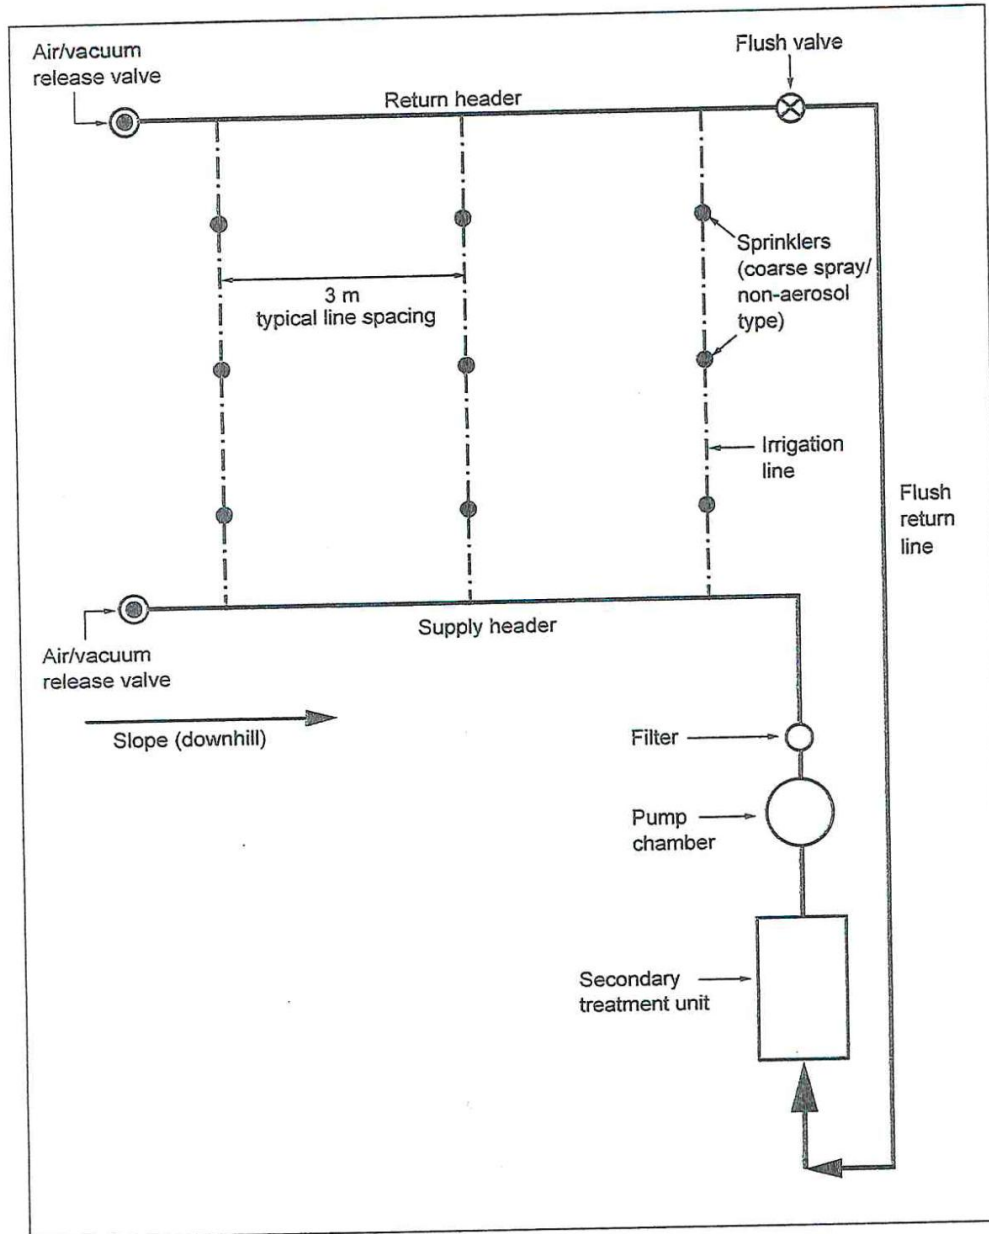 Air/vacuum
release valve
Flush valve
Return header
Sprinklers
(coarse spray/
non-aerosol
type)
3 m
typical line spacing
Irrigation
line
Flush
return
line
Supply header
Air/vacuum
release valve
Slope (downhill)
Filter
Pump
chamber
Secondary
treatment unit